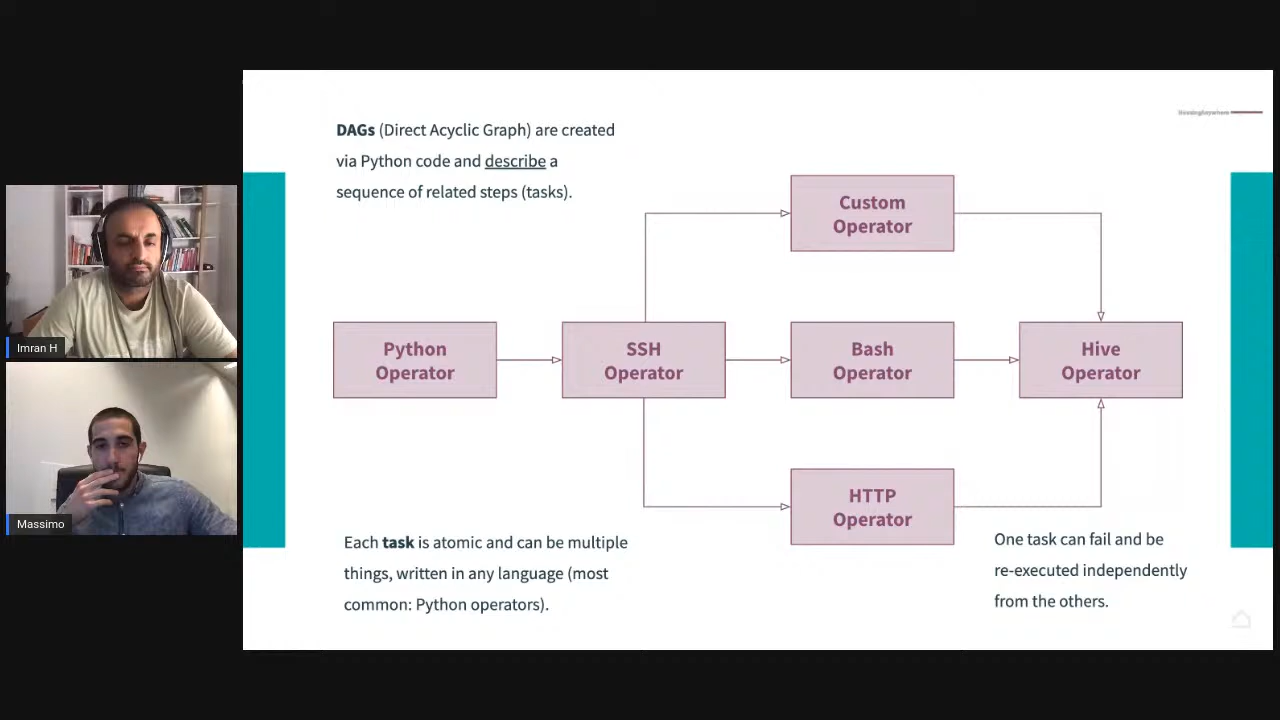 DAGs (Direct Acyclic Graph) are created
via Python code and describe a
sequence of related steps (tasks).
HousingAnywhere
Custom
Operator
Python
Operator
SSH
Operator
Bash
Operator
Hive
Operator
HTTP
Operator
Each task is atomic and can be multiple
things, written in any language (most
common: Python operators).
One task can fail and be
re-executed independently
from the others.
Imran H
Massimo